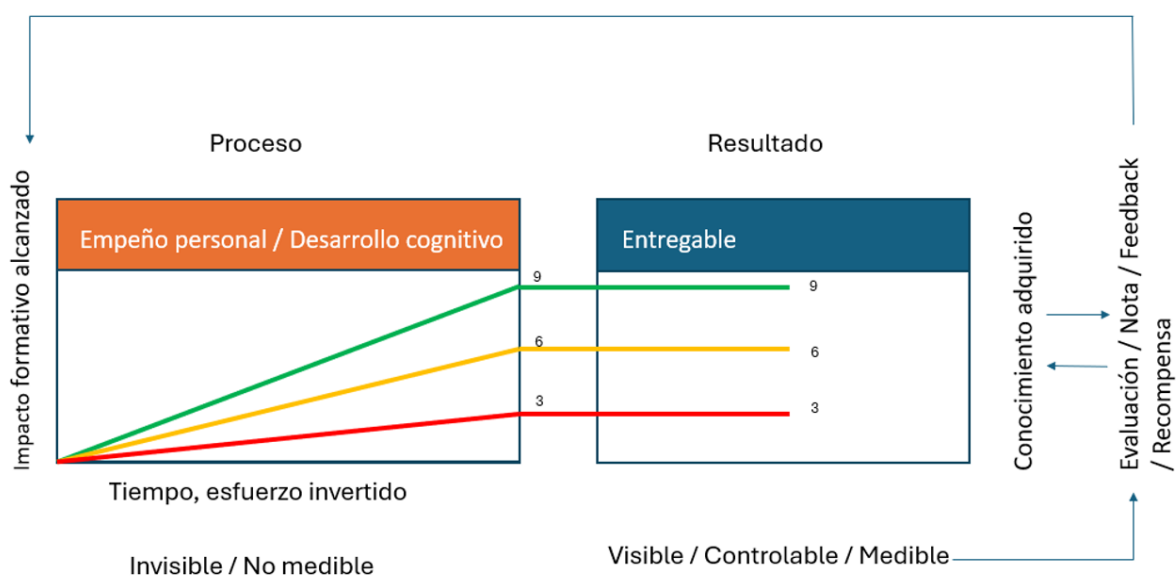 Proceso
Resultado
Impacto formativo alcanzado
Empeño personal / Desarrollo cognitivo
Entregable
9
9
6
6
3
3
Tiempo, esfuerzo invertido
Invisible / No medible
Visible / Controlable / Medible
Conocimiento adquirido
Evaluación / Nota / Feedback
/ Recompensa